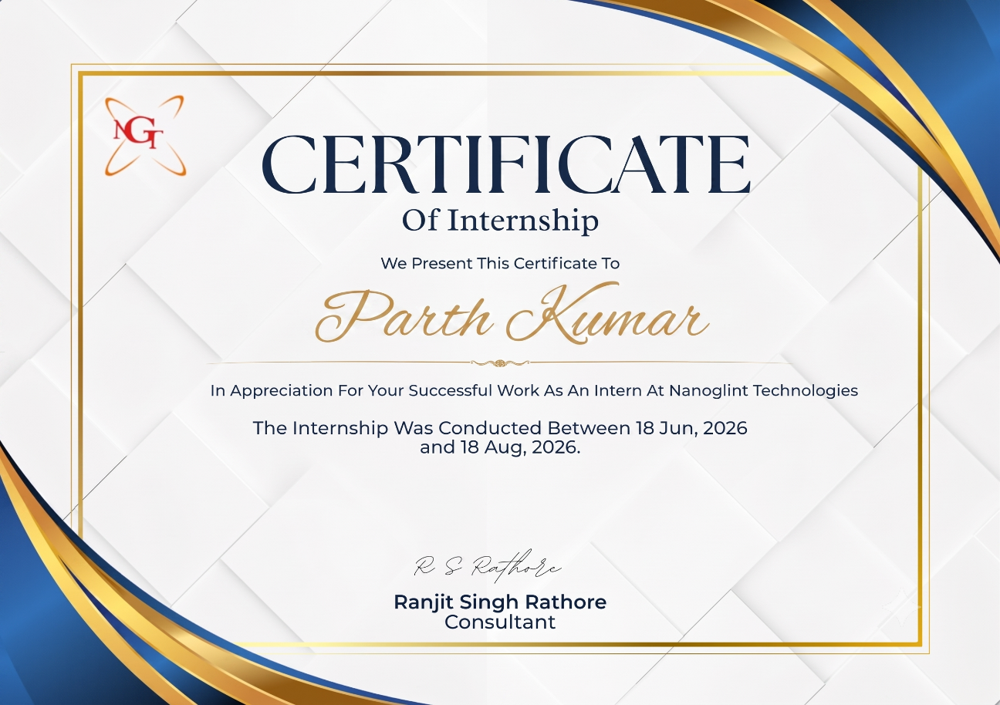 NGT
CERTIFICATE
Of Internship
We Present This Certificate To
Parth Kumar
In Appreciation For Your Successful Work As An Intern At Nanoglint Technologies
The Internship Was Conducted Between 18 Jun, 2026
and 18 Aug, 2026.
R S Rathore
Ranjit Singh Rathore
Consultant